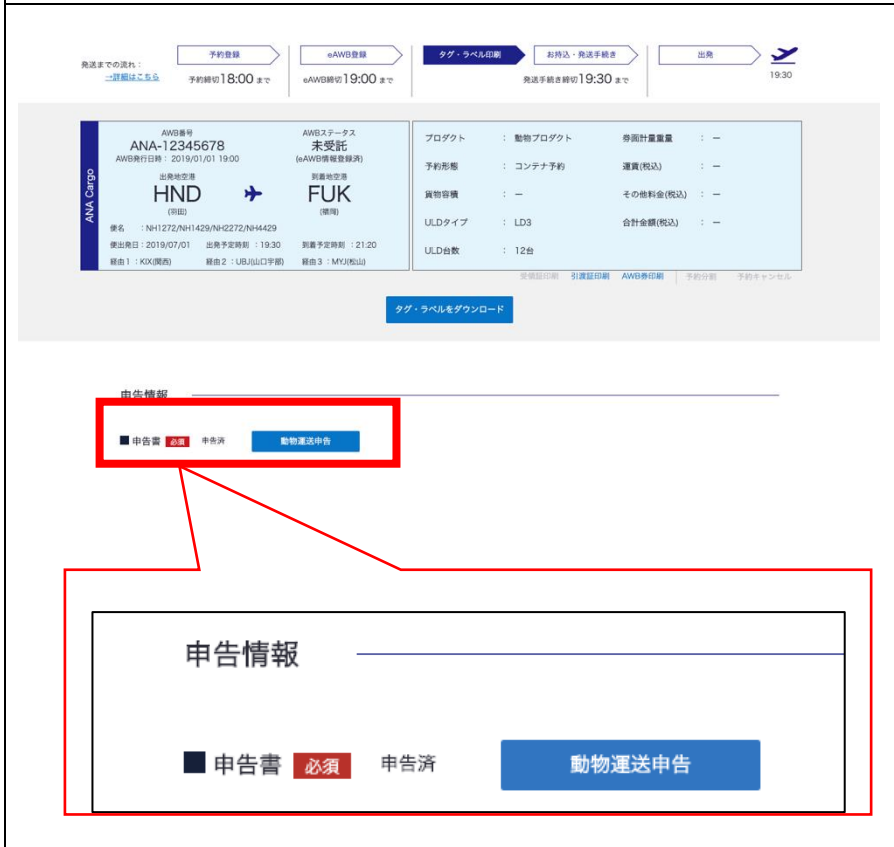 発送までの流れ：
→詳細はこちら
予約登録
予約締切18:00 まで
eAWB登録
eAWB締切19:00 まで
タグ・ラベル印刷
お持込・発送手続き
発送手続き締切19:30 まで
出発
19:30
ANA Cargo
AWB番号
ANA-12345678
AWB発行日時： 2019/01/01 19:00
AWBステータス
未受託
(eAWB情報登録済)
出発地空港
HND
(羽田)
到着地空港
FUK
(福岡)
便名 ：NH1272/NH1429/NH2272/NH4429
便出発日：2019/07/01 出発予定時刻 ：19:30 到着予定時刻 ：21:20
経由1 ：KIX(関西) 経由2 ：UBJ(山口宇部) 経由3 ：MYJ(松山)
プロダクト ： 動物プロダクト 券面計量重量 ： −
予約形態 ： コンテナ予約 運賃(税込) ： −
貨物容積 ： − その他料金(税込) ： −
ULDタイプ ： LD3 合計金額(税込) ： −
ULD台数 ： 12台
受領証印刷 引渡証印刷 AWB券印刷 予約分割 予約キャンセル
タグ・ラベルをダウンロード
申告情報
■ 申告書 必須 申告済 動物運送申告
申告情報
■ 申告書 必須 申告済 動物運送申告